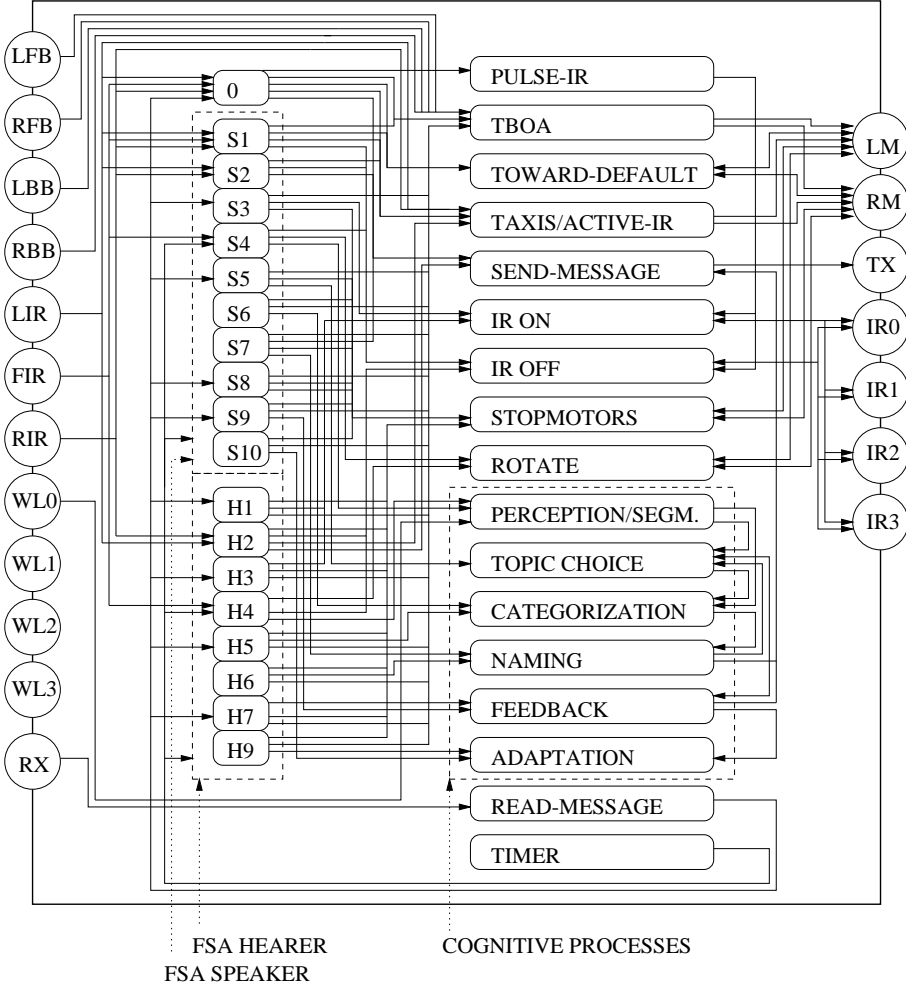 LFB
RFB
LBB
RBB
LIR
FIR
RIR
WL0
WL1
WL2
WL3
RX
0
S1
S2
S3
S4
S5
S6
S7
S8
S9
S10
H1
H2
H3
H4
H5
H6
H7
H9
PULSE-IR
TBOA
TOWARD-DEFAULT
TAXIS/ACTIVE-IR
SEND-MESSAGE
IR ON
IR OFF
STOPMOTORS
ROTATE
PERCEPTION/SEGM.
TOPIC CHOICE
CATEGORIZATION
NAMING
FEEDBACK
ADAPTATION
READ-MESSAGE
TIMER
LM
RM
TX
IR0
IR1
IR2
IR3
FSA HEARER
FSA SPEAKER
COGNITIVE PROCESSES